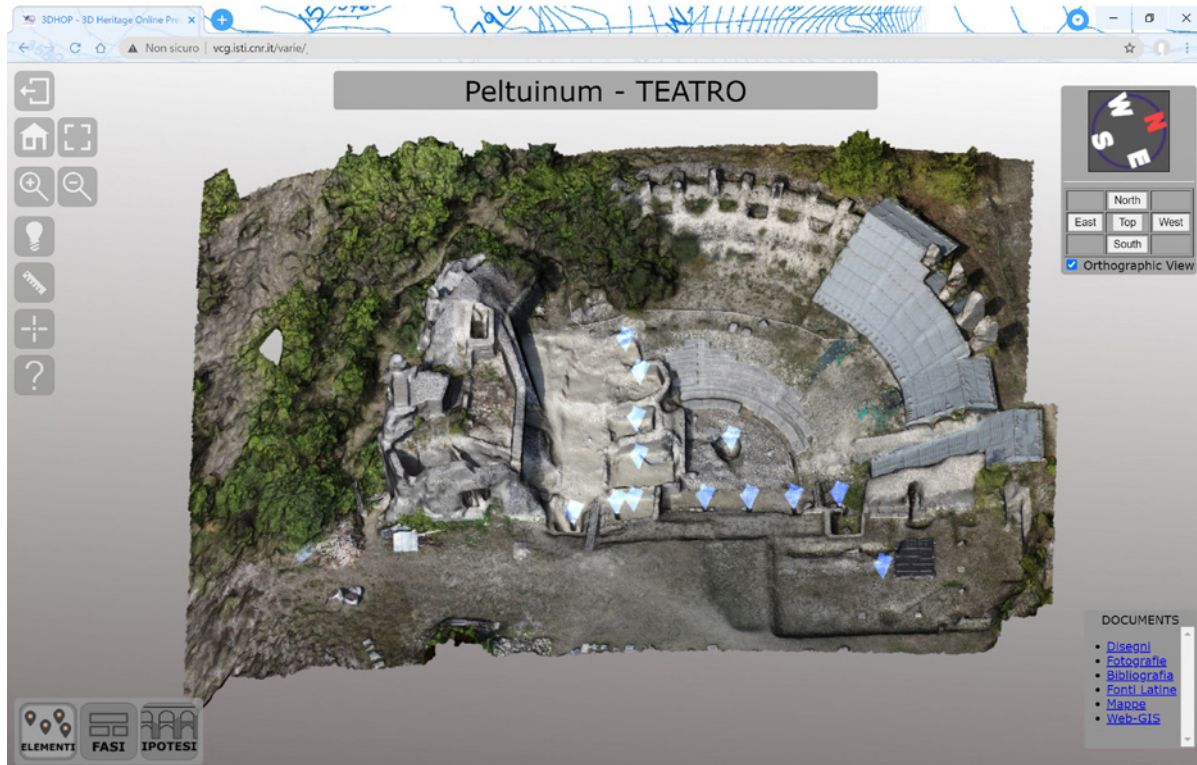 3DHOP - 3D Heritage Online Pre
Non sicuro | vcg.isti.cnr.it/varie/
Peltuinum - TEATRO
W
N
S
E
North
East Top West
South
Orthographic View
?
DOCUMENTS
Disegni
Fotografie
Bibliografia
Fonti Latine
Mappe
Web-GIS
ELEMENTI FASI IPOTESI